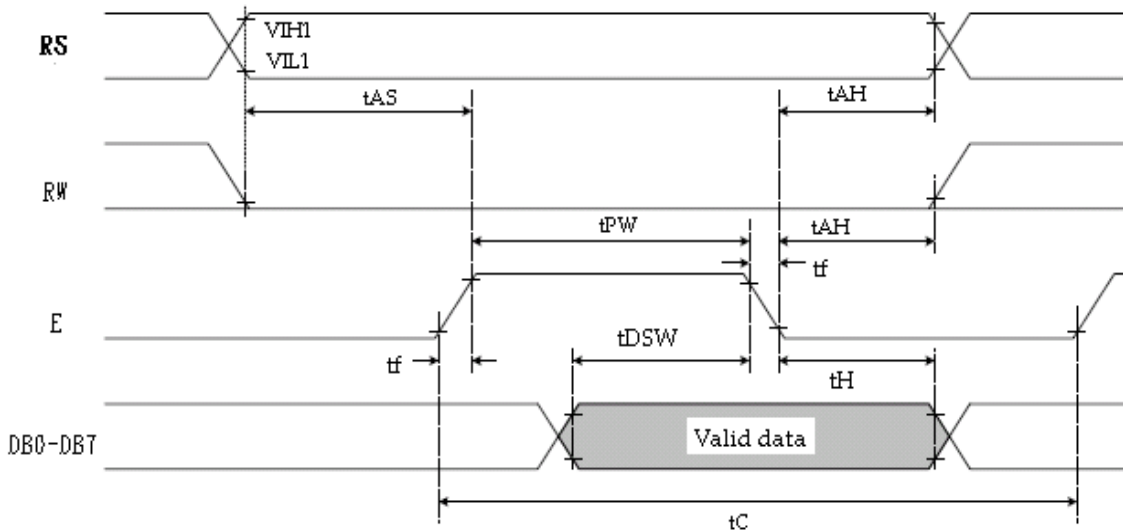 RS
VIH1
VIL1
tAS
tAH
RW
tPW
tAH
tf
E
tDSW
tf
tH
DB0-DB7
Valid data
tC